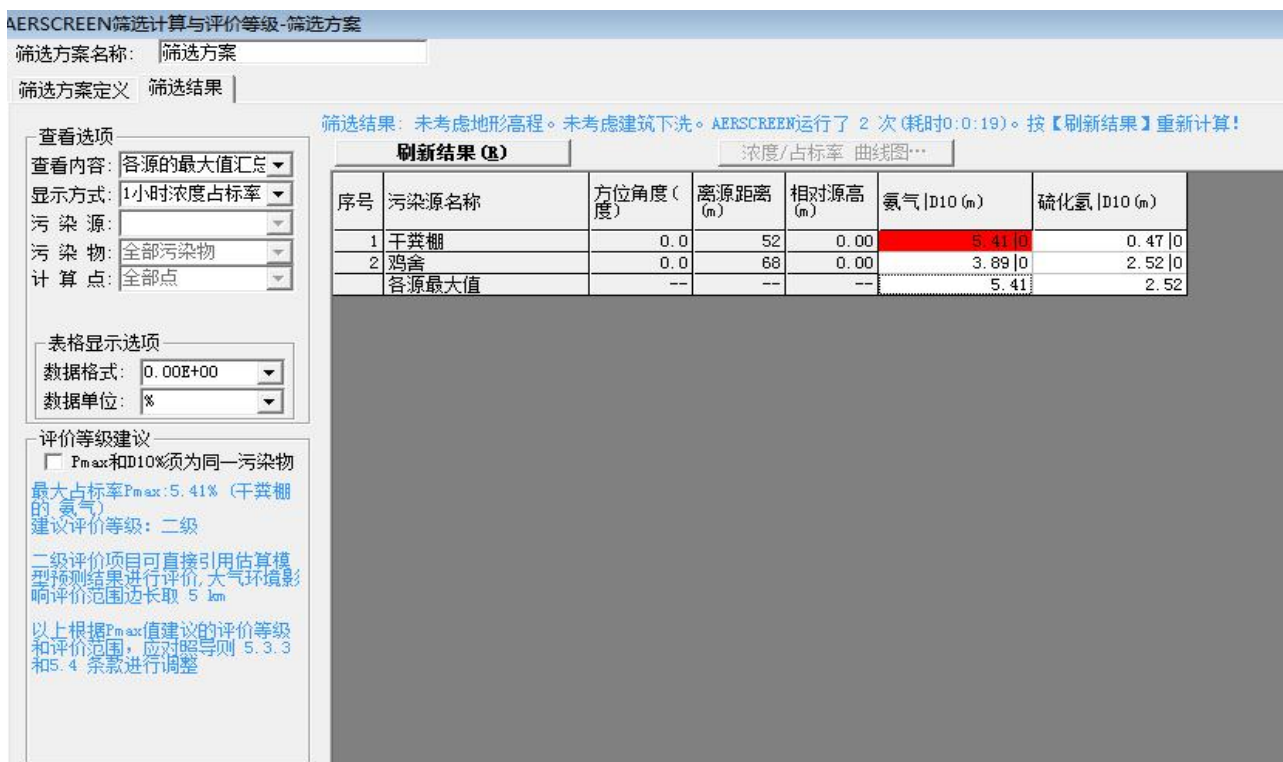 AERSCREEN筛选计算与评价等级-筛选方案
筛选方案名称: 筛选方案
筛选方案定义 筛选结果
筛选结果: 未考虑地形高程。未考虑建筑下洗。AERSCREEN运行了 2 次(耗时0:0:19)。按【刷新结果】重新计算!
刷新结果(R) 浓度/占标率 曲线图…
查看选项
查看内容: 各源的最大值汇总
显示方式: 1小时浓度占标率
污 染 源:
污 染 物: 全部污染物
计 算 点: 全部点
表格显示选项
数据格式: 0.00E+00
数据单位: %
评价等级建议
Pmax和D10%须为同一污染物
最大占标率Pmax:5.41% (干粪棚
的 氨气)
建议评价等级: 二级
二级评价项目可直接引用估算模
型预测结果进行评价,大气环境影
响评价范围边长取 5 km
以上根据Pmax值建议的评价等级
和评价范围,应对照导则 5.3.3
和5.4 条款进行调整
序号 污染源名称 方位角度(度) 离源距离(m) 相对源高(m) 氨气|D10(m) 硫化氢|D10(m)
1 干粪棚 0.0 52 0.00 5.41|0 0.47|0
2 鸡舍 0.0 68 0.00 3.89|0 2.52|0
各源最大值 -- -- -- 5.41 2.52